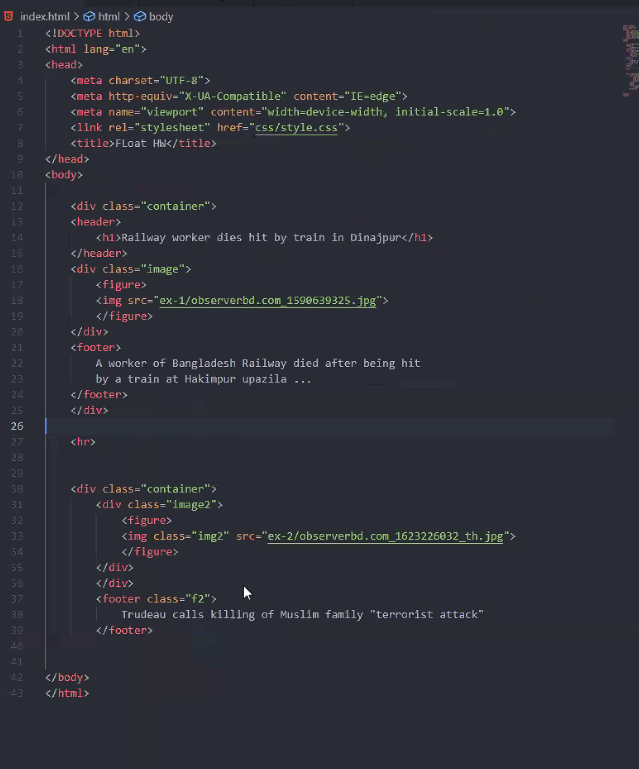 index.html > html > body
1 <!DOCTYPE html>
2 <html lang="en">
3 <head>
4 <meta charset="UTF-8">
5 <meta http-equiv="X-UA-Compatible" content="IE=edge">
6 <meta name="viewport" content="width=device-width, initial-scale=1.0">
7 <link rel="stylesheet" href="css/style.css">
8 <title>FLoat HW</title>
9 </head>
10 <body>
11
12 <div class="container">
13 <header>
14 <h1>Railway worker dies hit by train in Dinajpur</h1>
15 </header>
16 <div class="image">
17 <figure>
18 <img src="ex-1/observerbd.com_1590639325.jpg">
19 </figure>
20 </div>
21 <footer>
22 A worker of Bangladesh Railway died after being hit
23 by a train at Hakimpur upazila ...
24 </footer>
25 </div>
26
27 <hr>
28
29
30 <div class="container">
31 <div class="image2">
32 <figure>
33 <img class="img2" src="ex-2/observerbd.com_1623226032_th.jpg">
34 </figure>
35 </div>
36 </div>
37 <footer class="f2">
38 Trudeau calls killing of Muslim family "terrorist attack"
39 </footer>
40
41
42 </body>
43 </html>